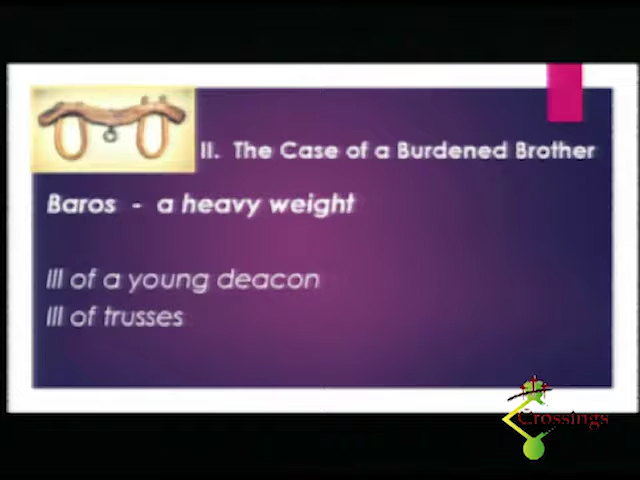 II. The Case of a Burdened Brother
Baros - a heavy weight
Ill of a young deacon
Ill of trusses
Crossings